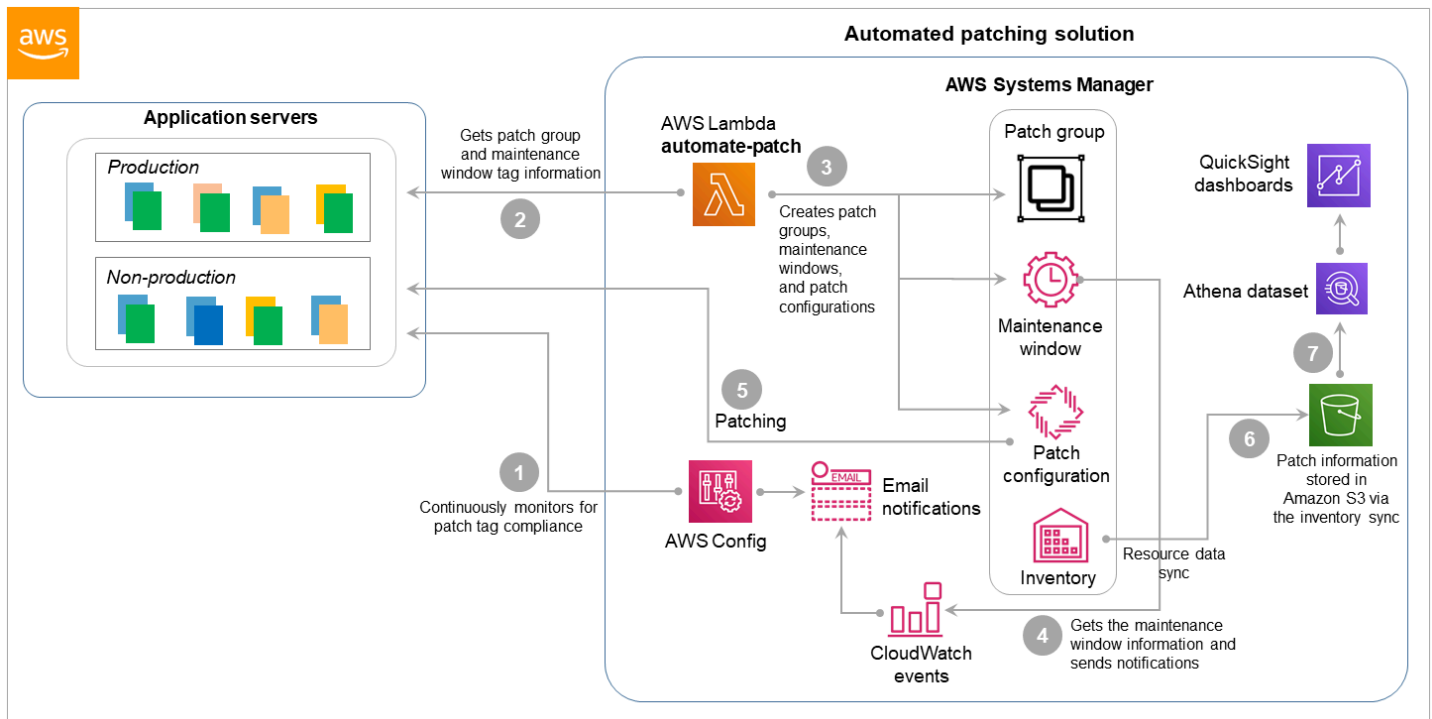 aws
Automated patching solution
Application servers
Production
Non-production
Gets patch group
and maintenance
window tag information
2
AWS Lambda
automate-patch
3
Creates patch
groups,
maintenance
windows,
and patch
configurations
AWS Systems Manager
Patch group
Maintenance
window
Patch
configuration
Inventory
5
Patching
1
Continuously monitors for
patch tag compliance
AWS Config
EMAIL
Email
notifications
CloudWatch
events
4
Gets the maintenance
window information and
sends notifications
Resource data
sync
6
Patch information
stored in
Amazon S3 via
the inventory sync
7
Athena dataset
QuickSight
dashboards